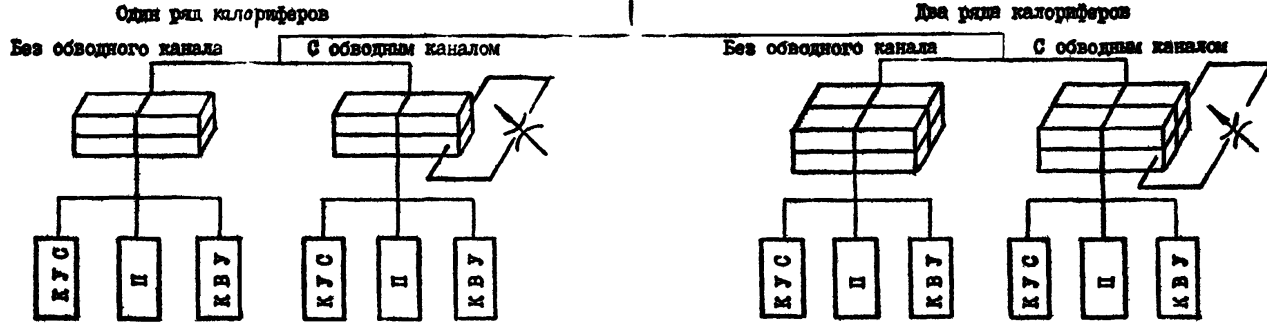 Один ряд калориферов
Два ряда калориферов
Без обводного канала
С обводным каналом
Без обводного канала
С обводным каналом
КУС
П
КВУ
КУС
П
КВУ
КУС
П
КВУ
КУС
П
КВУ